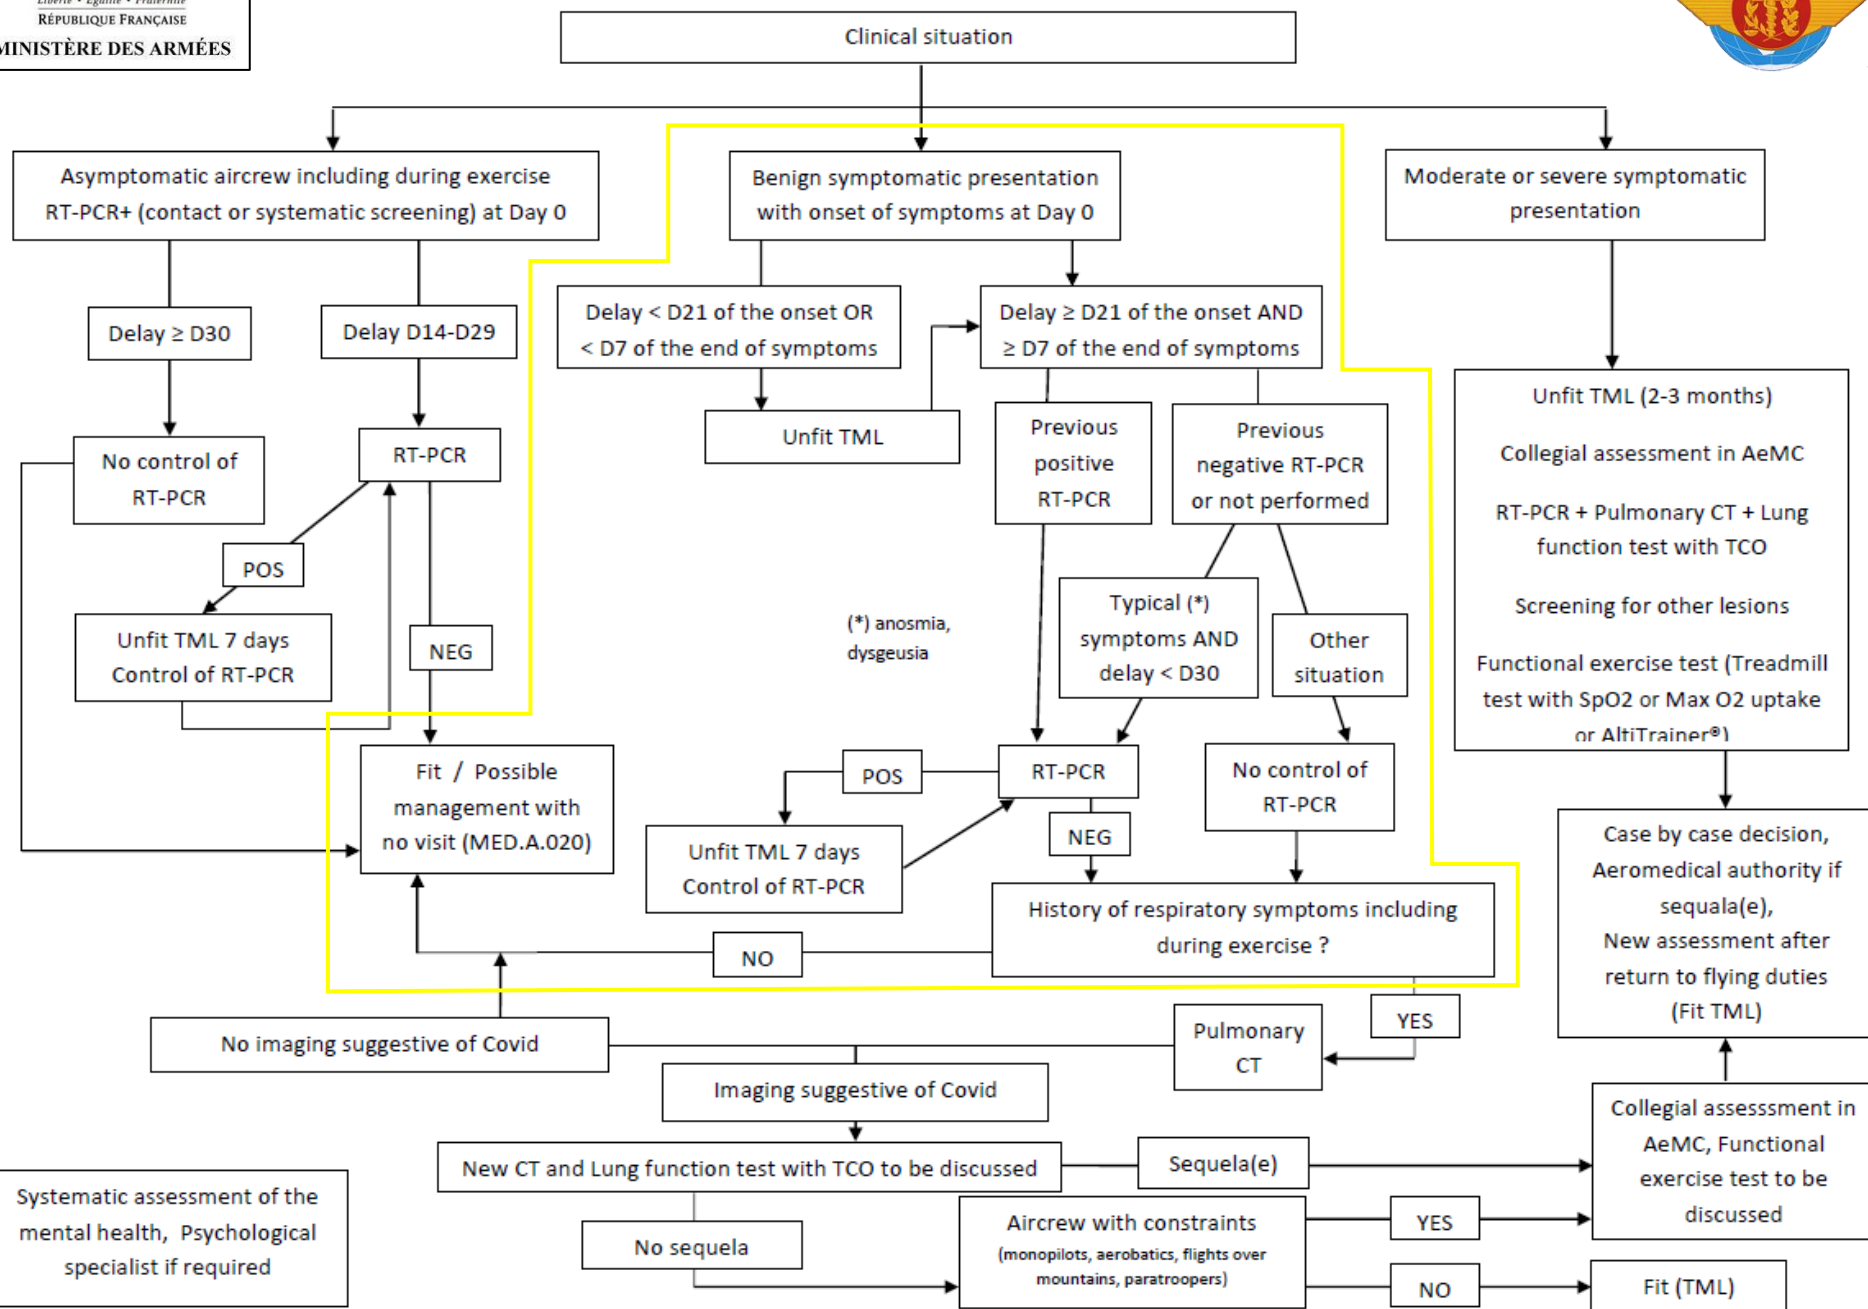 Liberté • Égalité • Fraternité
RÉPUBLIQUE FRANÇAISE
MINISTÈRE DES ARMÉES
Clinical situation
Asymptomatic aircrew including during exercise
RT-PCR+ (contact or systematic screening) at Day 0
Benign symptomatic presentation
with onset of symptoms at Day 0
Moderate or severe symptomatic
presentation
Delay ≥ D30
Delay D14-D29
Delay < D21 of the onset OR
< D7 of the end of symptoms
Delay ≥ D21 of the onset AND
≥ D7 of the end of symptoms
No control of
RT-PCR
RT-PCR
Unfit TML
Previous
positive
RT-PCR
Previous
negative RT-PCR
or not performed
Unfit TML (2-3 months)
Collegial assessment in AeMC
RT-PCR + Pulmonary CT + Lung
function test with TCO
Screening for other lesions
Functional exercise test (Treadmill
test with SpO2 or Max O2 uptake
or AltiTrainer®)
POS
Unfit TML 7 days
Control of RT-PCR
NEG
(*) anosmia,
dysgeusia
Typical (*)
symptoms AND
delay < D30
Other
situation
Fit / Possible
management with
no visit (MED.A.020)
POS
RT-PCR
No control of
RT-PCR
Unfit TML 7 days
Control of RT-PCR
NEG
History of respiratory symptoms including
during exercise ?
NO
Case by case decision,
Aeromedical authority if
sequala(e),
New assessment after
return to flying duties
(Fit TML)
YES
Pulmonary
CT
No imaging suggestive of Covid
Imaging suggestive of Covid
New CT and Lung function test with TCO to be discussed
Sequela(e)
Collegial assesssment in
AeMC, Functional
exercise test to be
discussed
No sequela
Aircrew with constraints
(monopilots, aerobatics, flights over
mountains, paratroopers)
YES
NO
Fit (TML)
Systematic assessment of the
mental health, Psychological
specialist if required